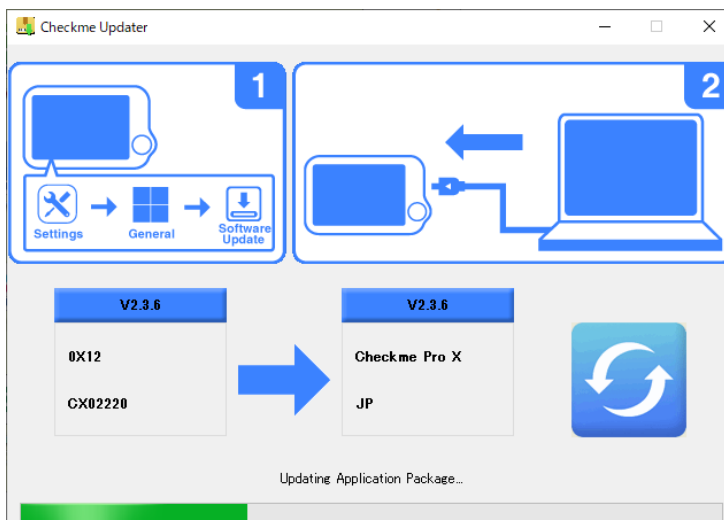 Checkme Updater
1
2
Settings
General
Software
Update
V2.3.6
0X12
CX02220
V2.3.6
Checkme Pro X
JP
Updating Application Package...